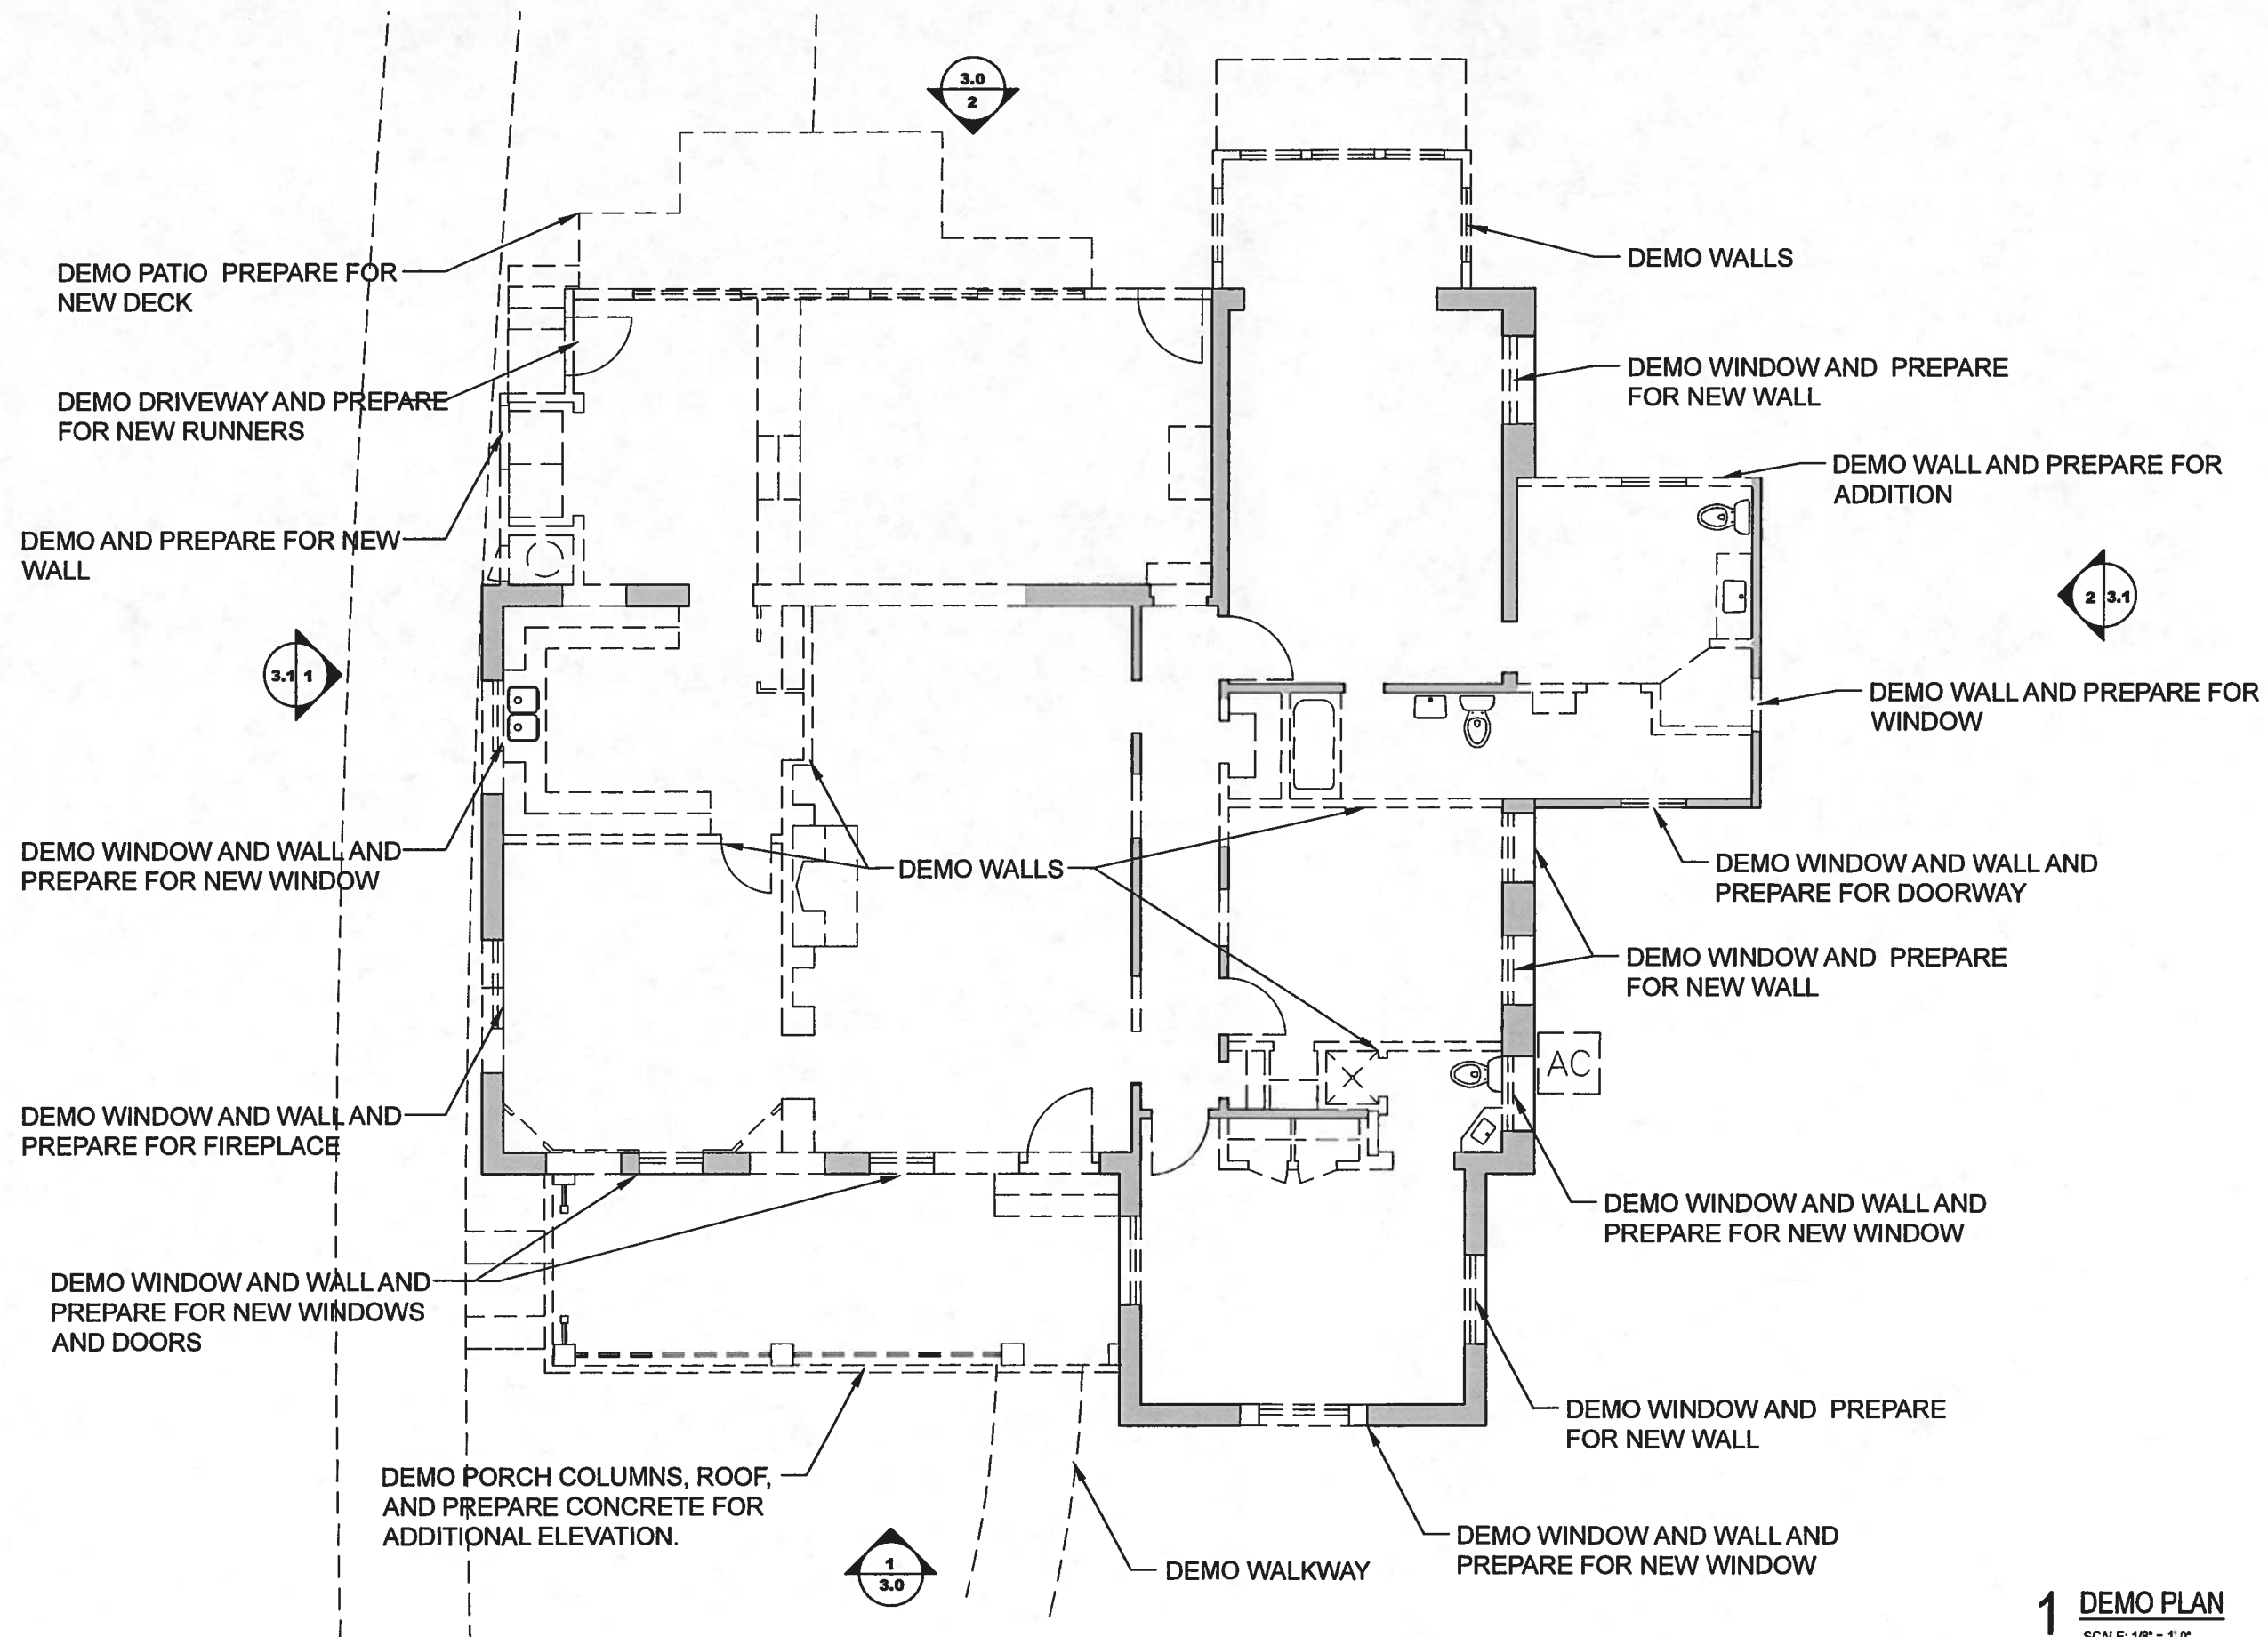 3.0
2
DEMO PATIO PREPARE FOR
NEW DECK
DEMO DRIVEWAY AND PREPARE
FOR NEW RUNNERS
DEMO AND PREPARE FOR NEW
WALL
3.1 1
DEMO WINDOW AND WALL AND
PREPARE FOR NEW WINDOW
DEMO WINDOW AND WALL AND
PREPARE FOR FIREPLACE
DEMO WINDOW AND WALL AND
PREPARE FOR NEW WINDOWS
AND DOORS
DEMO PORCH COLUMNS, ROOF,
AND PREPARE CONCRETE FOR
ADDITIONAL ELEVATION.
1
3.0
DEMO WALKWAY
DEMO WALLS
DEMO WALLS
DEMO WINDOW AND PREPARE
FOR NEW WALL
DEMO WALL AND PREPARE FOR
ADDITION
2 3.1
DEMO WALL AND PREPARE FOR
WINDOW
DEMO WINDOW AND WALL AND
PREPARE FOR DOORWAY
DEMO WINDOW AND PREPARE
FOR NEW WALL
AC
DEMO WINDOW AND WALL AND
PREPARE FOR NEW WINDOW
DEMO WINDOW AND PREPARE
FOR NEW WALL
DEMO WINDOW AND WALL AND
PREPARE FOR NEW WINDOW
1 DEMO PLAN
SCALE: 1/8" = 1'.0"